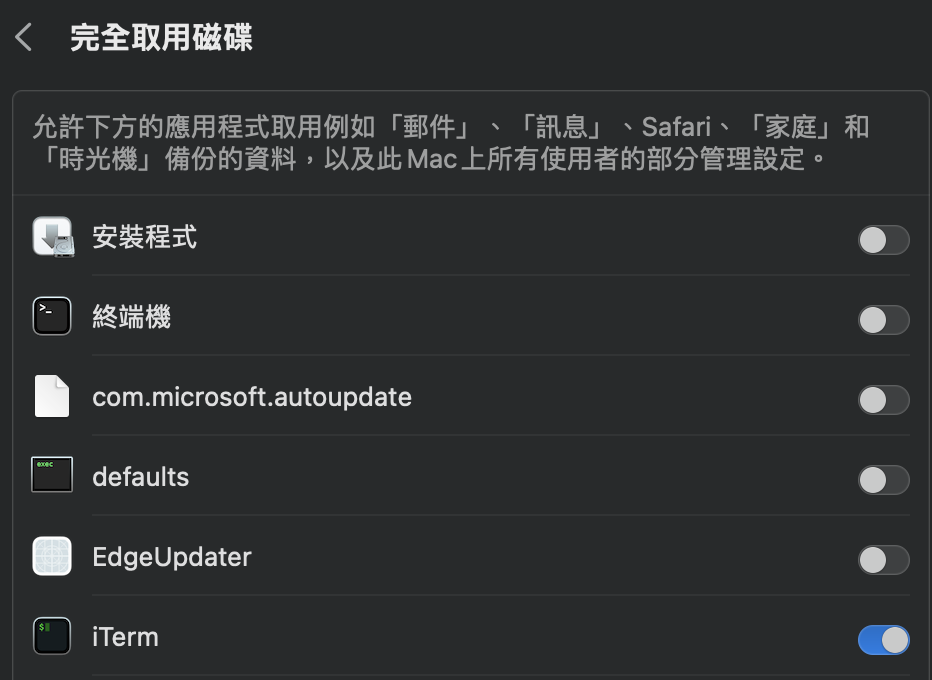 完全取用磁碟
允許下方的應用程式取用例如「郵件」、「訊息」、Safari、「家庭」和
「時光機」備份的資料，以及此 Mac 上所有使用者的部分管理設定。
安裝程式
>_
終端機
com.microsoft.autoupdate
exec
defaults
EdgeUpdater
$
iTerm